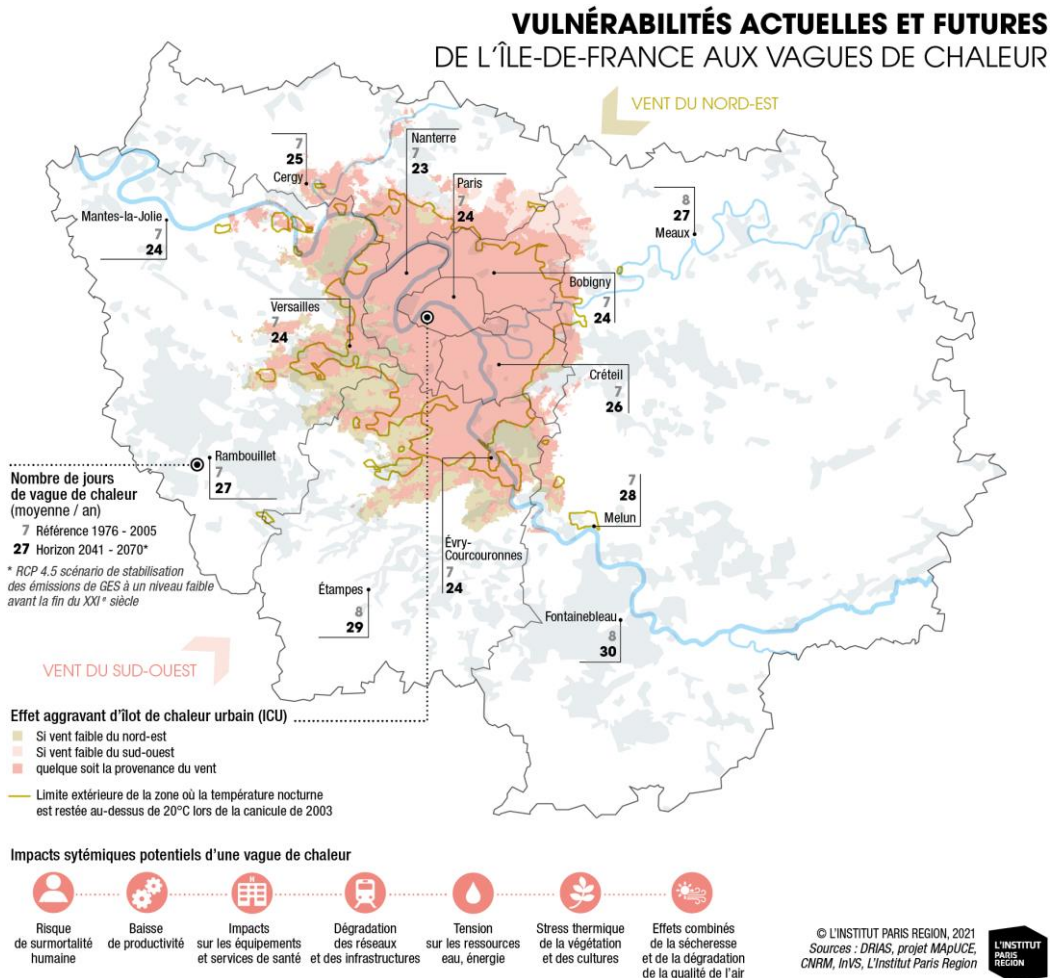 VULNÉRABILITÉS ACTUELLES ET FUTURES
DE L'ÎLE-DE-FRANCE AUX VAGUES DE CHALEUR
VENT DU NORD-EST
7
25
Cergy
Nanterre
7
23
Paris
7
24
8
27
Meaux
Mantes-la-Jolie
7
24
Bobigny
7
24
Versailles
7
24
Créteil
7
26
Rambouillet
7
27
7
28
Melun
Évry-
Courcouronnes
7
24
Étampes
8
29
Fontainebleau
8
30
Nombre de jours
de vague de chaleur
(moyenne / an)
7 Référence 1976 - 2005
27 Horizon 2041 - 2070*
* RCP 4.5 scénario de stabilisation
des émissions de GES à un niveau faible
avant la fin du XXIe siècle
VENT DU SUD-OUEST
Effet aggravant d'îlot de chaleur urbain (ICU)
Si vent faible du nord-est
Si vent faible du sud-ouest
quelque soit la provenance du vent
Limite extérieure de la zone où la température nocturne
est restée au-dessus de 20°C lors de la canicule de 2003
Impacts sytémiques potentiels d'une vague de chaleur
H
Risque
de surmortalité
humaine
Baisse
de productivité
Impacts
sur les équipements
et services de santé
Dégradation
des réseaux
et des infrastructures
Tension
sur les ressources
eau, énergie
Stress thermique
de la végétation
et des cultures
Effets combinés
de la sécheresse
et de la dégradation
de la qualité de l'air
© L'INSTITUT PARIS REGION, 2021
Sources : DRIAS, projet MApUCE,
CNRM, InVS, L'Institut Paris Region
L'INSTITUT
PARIS
REGION